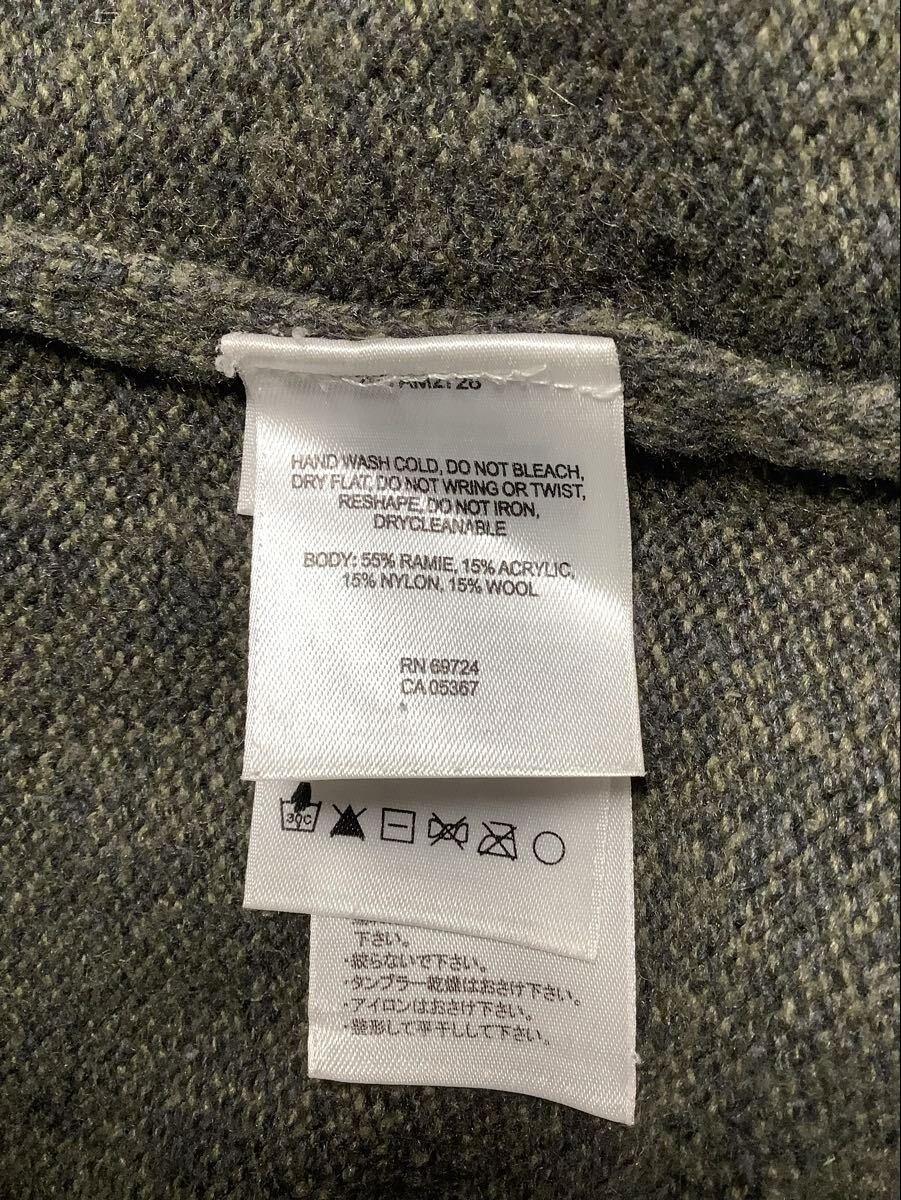 HAND WASH COLD, DO NOT BLEACH,
DRY FLAT, DO NOT WRING OR TWIST,
RESHAPE, DO NOT IRON,
DRYCLEANABLE
BODY: 55% RAMIE, 15% ACRYLIC,
15% NYLON, 15% WOOL
RN 69724
CA 05367
30C
下さい。
・絞らないで下さい。
・タンブラー乾燥はおさけ下さい。
・アイロンはおさけ下さい。
・整形して平干しして下さい。